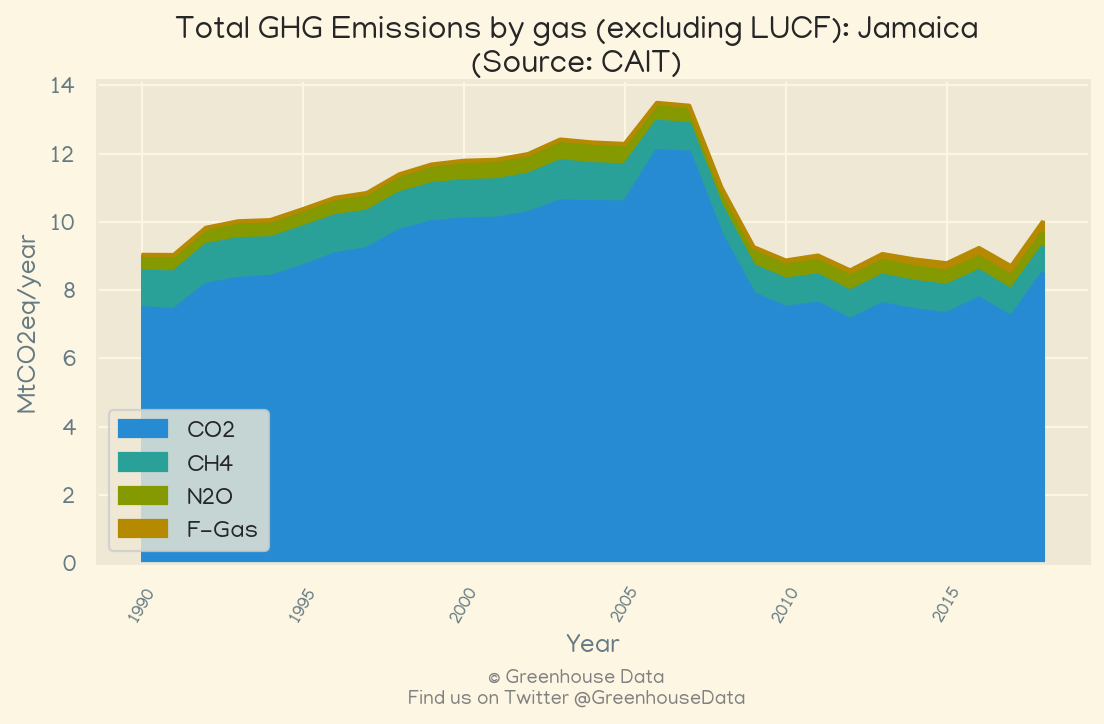 Total GHG Emissions by gas (excluding LUCF): Jamaica
(Source: CAIT)
14
12
10
8
6
4
2
0
MtCO2eq/year
CO2
CH4
N2O
F-Gas
1990
1995
2000
2005
2010
2015
Year
© Greenhouse Data
Find us on Twitter @GreenhouseData